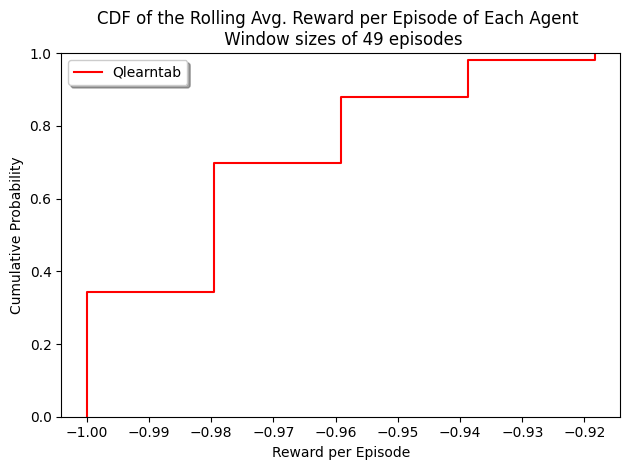 CDF of the Rolling Avg. Reward per Episode of Each Agent
Window sizes of 49 episodes
Qlearntab
1.0
0.8
0.6
0.4
0.2
0.0
Cumulative Probability
−1.00 −0.99 −0.98 −0.97 −0.96 −0.95 −0.94 −0.93 −0.92
Reward per Episode